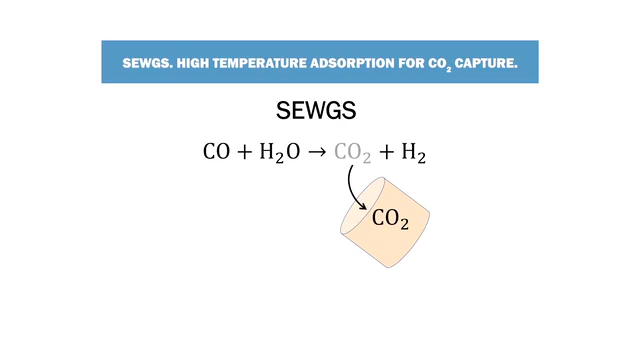 SEWGS. HIGH TEMPERATURE ADSORPTION FOR CO₂ CAPTURE.
SEWGS
CO + H₂O → CO₂ + H₂
CO₂